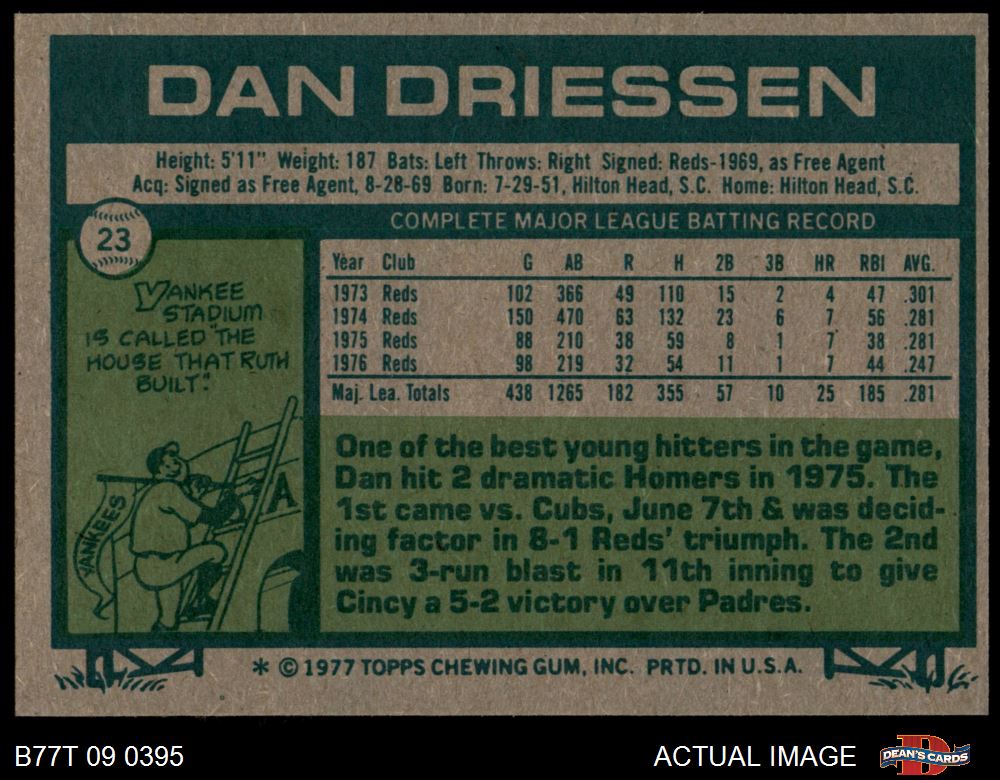 DAN DRIESSEN
Height: 5'11" Weight: 187 Bats: Left Throws: Right Signed: Reds-1969, as Free Agent
Acq: Signed as Free Agent, 8-28-69 Born: 7-29-51, Hilton Head, S.C. Home: Hilton Head, S.C.
23
COMPLETE MAJOR LEAGUE BATTING RECORD
YANKEE
STADIUM
IS CALLED "THE
HOUSE THAT RUTH
BUILT."
YANKEES
A
Year Club G AB R H 2B 3B HR RBI AVG.
1973 Reds 102 366 49 110 15 2 4 47 .301
1974 Reds 150 470 63 132 23 6 7 56 .281
1975 Reds 88 210 38 59 8 1 7 38 .281
1976 Reds 98 219 32 54 11 1 7 44 .247
Maj. Lea. Totals 438 1265 182 355 57 10 25 185 .281
One of the best young hitters in the game,
Dan hit 2 dramatic Homers in 1975. The
1st came vs. Cubs, June 7th & was decid-
ing factor in 8-1 Reds' triumph. The 2nd
was 3-run blast in 11th inning to give
Cincy a 5-2 victory over Padres.
* © 1977 TOPPS CHEWING GUM, INC. PRTD. IN U.S.A.
B77T 09 0395
ACTUAL IMAGE
D
DEAN'S CARDS